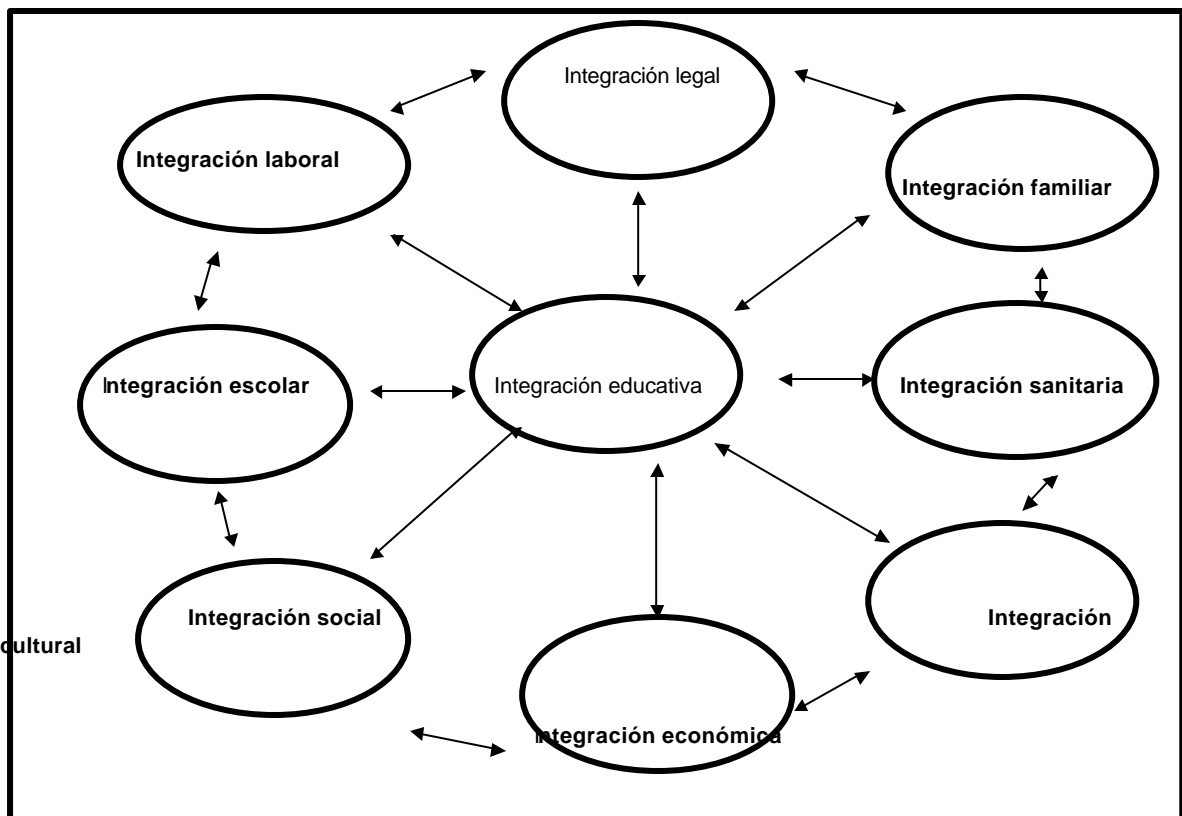 Integración legal
Integración laboral
Integración familiar
Integración escolar
Integración educativa
Integración sanitaria
Integración social
Integración
cultural
Integración económica